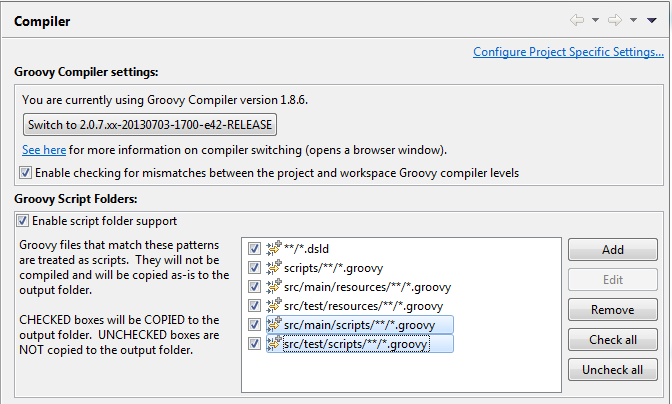 Compiler
Configure Project Specific Settings...
Groovy Compiler settings:
You are currently using Groovy Compiler version 1.8.6.
Switch to 2.0.7.xx-20130703-1700-e42-RELEASE
See here for more information on compiler switching (opens a browser window).
Enable checking for mismatches between the project and workspace Groovy compiler levels
Groovy Script Folders:
Enable script folder support
Groovy files that match these patterns
are treated as scripts.  They will not be
compiled and will be copied as-is to the
output folder.
CHECKED boxes will be COPIED to the
output folder.  UNCHECKED boxes are
NOT copied to the output folder.
**/*.dsld
scripts/**/*.groovy
src/main/resources/**/*.groovy
src/test/resources/**/*.groovy
src/main/scripts/**/*.groovy
src/test/scripts/**/*.groovy
Add
Edit
Remove
Check all
Uncheck all